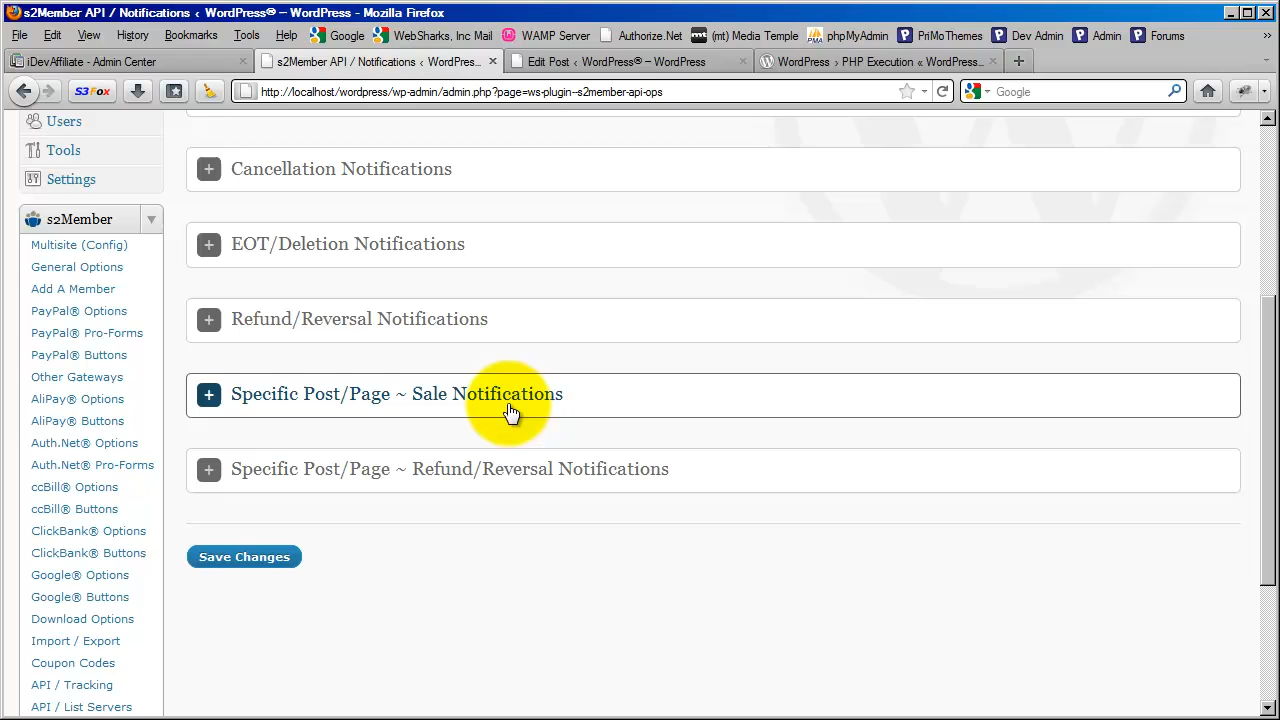 s2Member API / Notifications ‹ WordPress® — WordPress - Mozilla Firefox
File Edit View History Bookmarks Tools Help Google WebSharks, Inc Mail WAMP Server Authorize.Net (mt) Media Temple phpMyAdmin PriMoThemes Dev Admin Admin Forums »
iDevAffiliate - Admin Center
s2Member API / Notifications ‹ WordPres...
Edit Post ‹ WordPress® — WordPress
WordPress › PHP Execution « WordPress...
S3Fox
http://localhost/wordpress/wp-admin/admin.php?page=ws-plugin--s2member-api-ops
Google
Users
Tools
Settings
s2Member
Multisite (Config)
General Options
Add A Member
PayPal® Options
PayPal® Pro-Forms
PayPal® Buttons
Other Gateways
AliPay® Options
AliPay® Buttons
Auth.Net® Options
Auth.Net® Pro-Forms
ccBill® Options
ccBill® Buttons
ClickBank® Options
ClickBank® Buttons
Google® Options
Google® Buttons
Download Options
Import / Export
Coupon Codes
API / Tracking
API / List Servers
+ Cancellation Notifications
+ EOT/Deletion Notifications
+ Refund/Reversal Notifications
+ Specific Post/Page ~ Sale Notifications
+ Specific Post/Page ~ Refund/Reversal Notifications
Save Changes